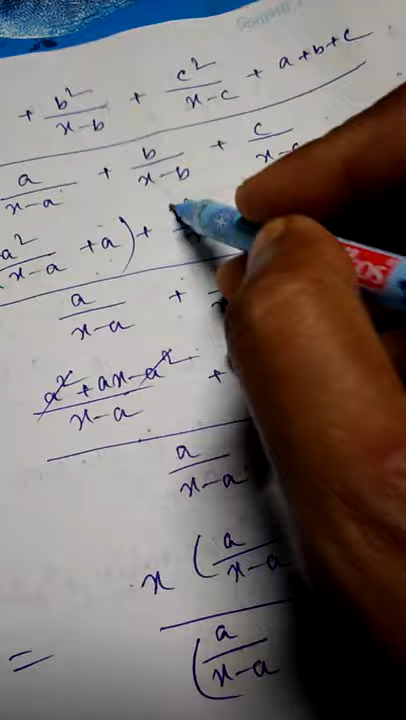 + b²/(x-b) + c²/(x-c) + a+b+c
a/(x-a) + b/(x-b) + c/
a²/(x-a) + a) +
a/(x-a) +
(a² + ax - a²)/(x-a) +
a/(x-a)
x (a/(x-a)
=
(a/(x-a)